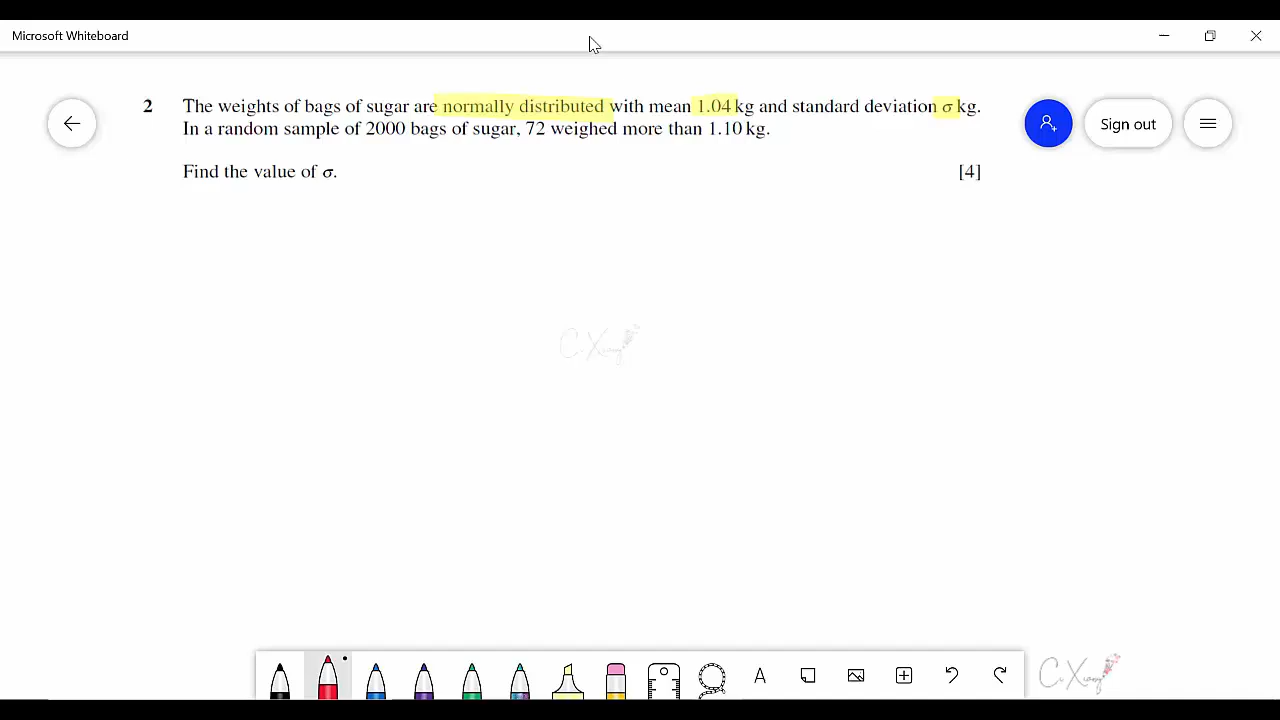 Microsoft Whiteboard
2 The weights of bags of sugar are normally distributed with mean 1.04 kg and standard deviation σ kg.
In a random sample of 2000 bags of sugar, 72 weighed more than 1.10 kg.
Sign out
Find the value of σ. [4]
C.Xiang
A
C.Xiang